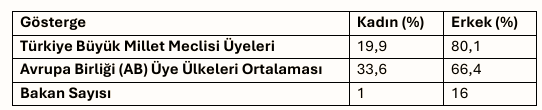 Gösterge Kadın (%) Erkek (%)
Türkiye Büyük Millet Meclisi Üyeleri 19,9 80,1
Avrupa Birliği (AB) Üye Ülkeleri Ortalaması 33,6 66,4
Bakan Sayısı 1 16